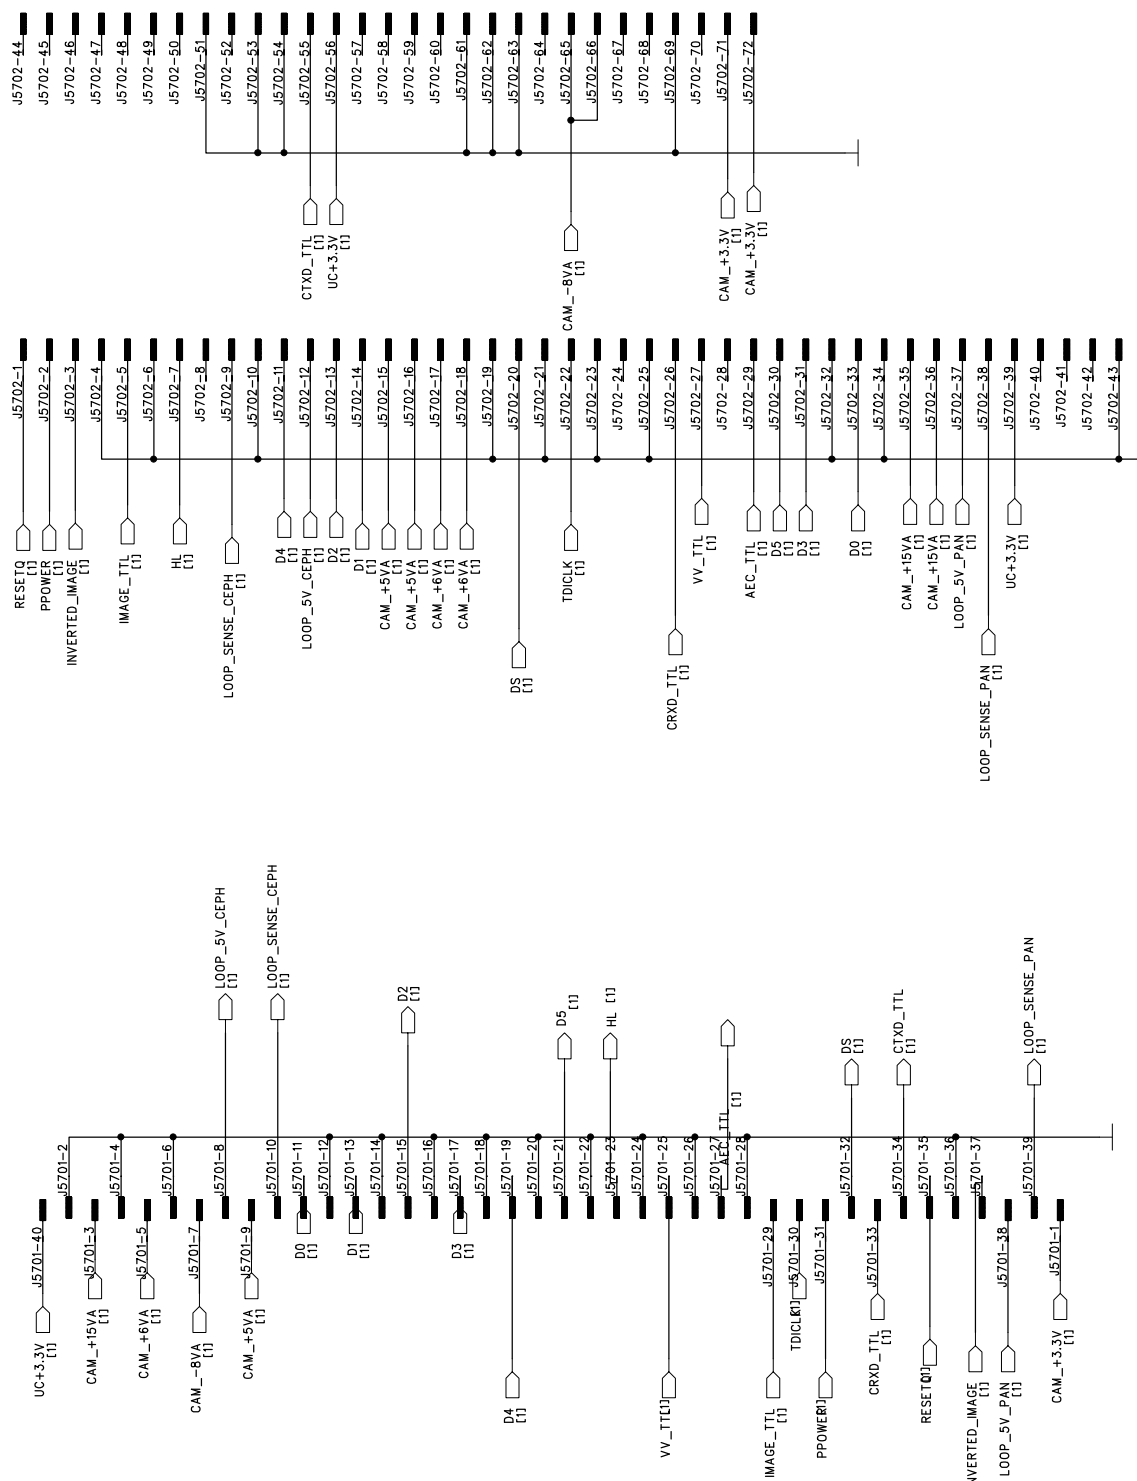 J5702-44
J5702-45
J5702-46
J5702-47
J5702-48
J5702-49
J5702-50
J5702-51
J5702-52
J5702-53
J5702-54
J5702-55
J5702-56
J5702-57
J5702-58
J5702-59
J5702-60
J5702-61
J5702-62
J5702-63
J5702-64
J5702-65
J5702-66
J5702-67
J5702-68
J5702-69
J5702-70
J5702-71
J5702-72
CTXD_TTL
[1]
UC+3.3V
[1]
CAM_-8VA
[1]
CAM_+3.3V
[1]
CAM_+3.3V
[1]
J5702-1
J5702-2
J5702-3
J5702-4
J5702-5
J5702-6
J5702-7
J5702-8
J5702-9
J5702-10
J5702-11
J5702-12
J5702-13
J5702-14
J5702-15
J5702-16
J5702-17
J5702-18
J5702-19
J5702-20
J5702-21
J5702-22
J5702-23
J5702-24
J5702-25
J5702-26
J5702-27
J5702-28
J5702-29
J5702-30
J5702-31
J5702-32
J5702-33
J5702-34
J5702-35
J5702-36
J5702-37
J5702-38
J5702-39
J5702-40
J5702-41
J5702-42
J5702-43
RESETQ
[1]
PPOWER
[1]
INVERTED_IMAGE
[1]
IMAGE_TTL
[1]
HL
[1]
LOOP_SENSE_CEPH
[1]
D4
[1]
LOOP_5V_CEPH
[1]
D2
[1]
D1
[1]
CAM_+5VA
[1]
CAM_+5VA
[1]
CAM_+6VA
[1]
CAM_+6VA
[1]
DS
[1]
TDICLK
[1]
CRXD_TTL
[1]
VV_TTL
[1]
AEC_TTL
[1]
D5
[1]
D3
[1]
D0
[1]
CAM_+15VA
[1]
CAM_+15VA
[1]
LOOP_5V_PAN
[1]
LOOP_SENSE_PAN
[1]
UC+3.3V
[1]
LOOP_5V_CEPH
[1]
LOOP_SENSE_CEPH
[1]
D2
[1]
D5
[1]
HL [1]
AEC_TTL
[1]
DS
[1]
CTXD_TTL
[1]
LOOP_SENSE_PAN
[1]
J5701-2
J5701-4
J5701-6
J5701-8
J5701-10
J5701-11
J5701-12
J5701-13
J5701-14
J5701-15
J5701-16
J5701-17
J5701-18
J5701-19
J5701-20
J5701-21
J5701-22
J5701-23
J5701-24
J5701-25
J5701-26
J5701-27
J5701-28
J5701-32
J5701-34
J5701-35
J5701-36
J5701-37
J5701-39
J5701-40
J5701-3
J5701-5
J5701-7
J5701-9
J5701-29
J5701-30
J5701-31
J5701-33
J5701-38
J5701-1
UC+3.3V
[1]
CAM_+15VA
[1]
CAM_+6VA
[1]
CAM_-8VA
[1]
CAM_+5VA
[1]
D0
[1]
D1
[1]
D3
[1]
D4
[1]
VV_TTL
[1]
IMAGE_TTL
[1]
TDICLK
[1]
PPOWER
[1]
CRXD_TTL
[1]
RESETQ
[1]
NVERTED_IMAGE
[1]
LOOP_5V_PAN
[1]
CAM_+3.3V
[1]